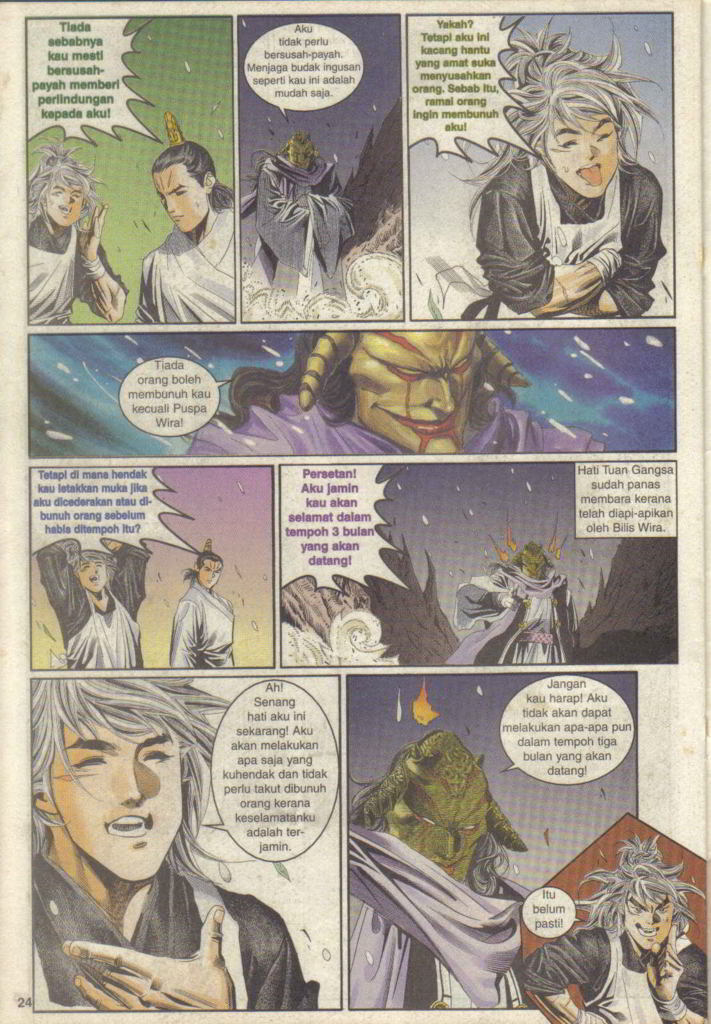 Tiada
sebabnya
kau mesti
bersusah-
payah memberi
perlindungan
kepada aku!
Aku
tidak perlu
bersusah-payah.
Menjaga budak ingusan
seperti kau ini adalah
mudah saja.
Yakah?
Tetapi aku ini
kacang hantu
yang amat suka
menyusahkan
orang. Sebab itu,
ramai orang
ingin membunuh
aku!
Tiada
orang boleh
membunuh kau
kecuali Puspa
Wira!
Tetapi di mana hendak
kau letakkan muka jika
aku dicederakan atau di-
bunuh orang sebelum
habis ditempoh itu?
Persetan!
Aku jamin
kau akan
selamat dalam
tempoh 3 bulan
yang akan
datang!
Hati Tuan Gangsa
sudah panas
membara kerana
telah diapi-apikan
oleh Bilis Wira.
Ah!
Senang
hati aku ini
sekarang! Aku
akan melakukan
apa saja yang
kuhendak dan tidak
perlu takut dibunuh
orang kerana
keselamatanku
adalah ter-
jamin.
Jangan
kau harap! Aku
tidak akan dapat
melakukan apa-apa pun
dalam tempoh tiga
bulan yang akan
datang!
Itu
belum
pasti!
24